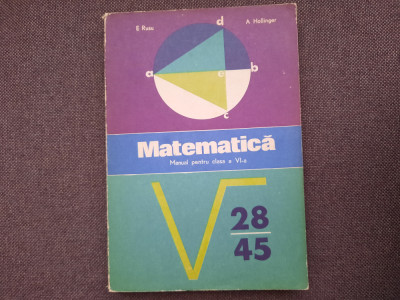 E Rusu A. Hollinger
d
a e b
c
Matematică
Manual pentru clasa a VI-a
28
45